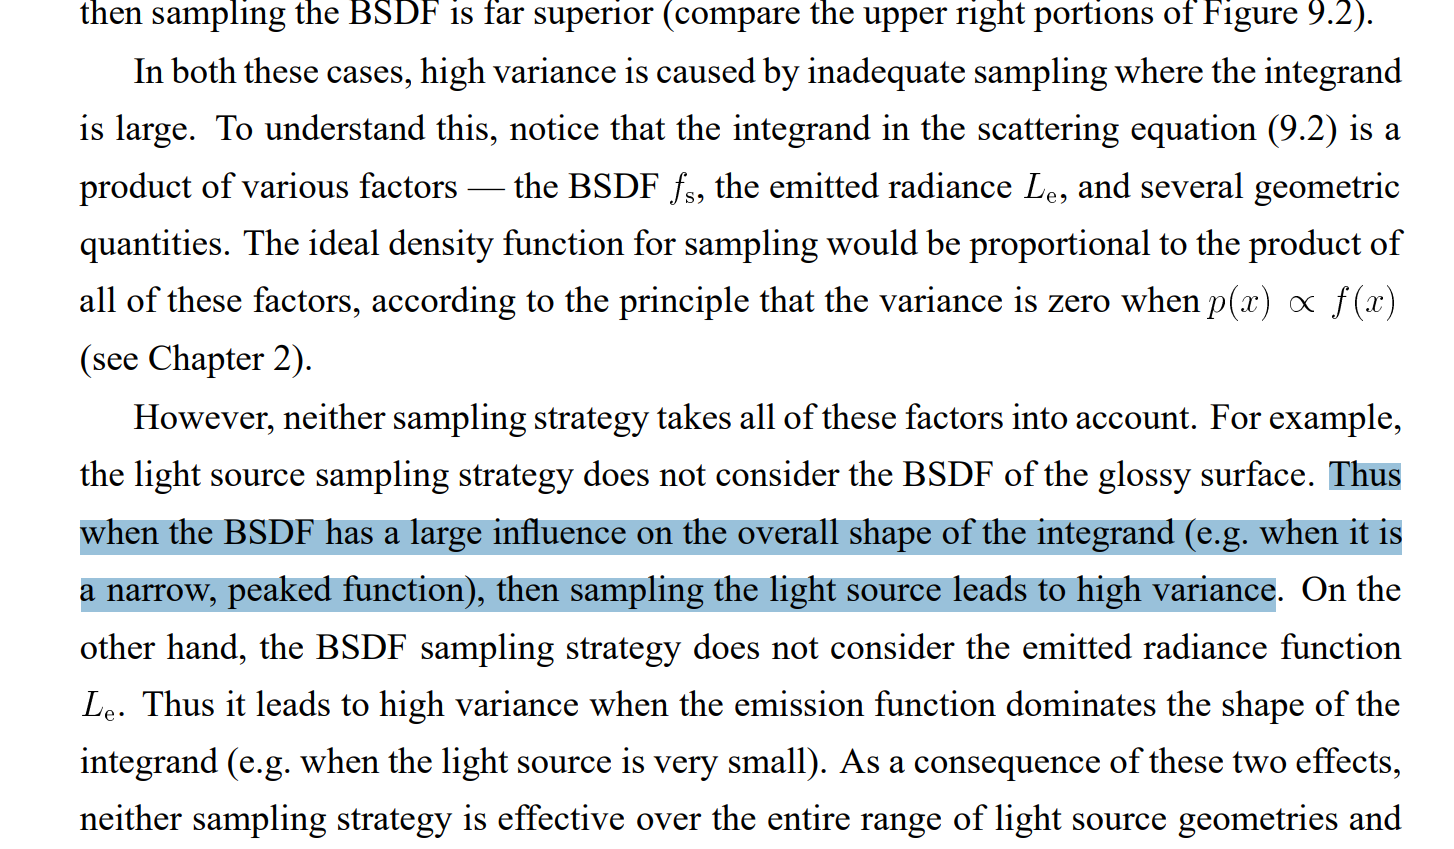 then sampling the BSDF is far superior (compare the upper right portions of Figure 9.2).
In both these cases, high variance is caused by inadequate sampling where the integrand
is large. To understand this, notice that the integrand in the scattering equation (9.2) is a
product of various factors — the BSDF fₛ, the emitted radiance Lₑ, and several geometric
quantities. The ideal density function for sampling would be proportional to the product of
all of these factors, according to the principle that the variance is zero when p(x) ∝ f(x)
(see Chapter 2).
However, neither sampling strategy takes all of these factors into account. For example,
the light source sampling strategy does not consider the BSDF of the glossy surface. Thus
when the BSDF has a large influence on the overall shape of the integrand (e.g. when it is
a narrow, peaked function), then sampling the light source leads to high variance. On the
other hand, the BSDF sampling strategy does not consider the emitted radiance function
Lₑ. Thus it leads to high variance when the emission function dominates the shape of the
integrand (e.g. when the light source is very small). As a consequence of these two effects,
neither sampling strategy is effective over the entire range of light source geometries and